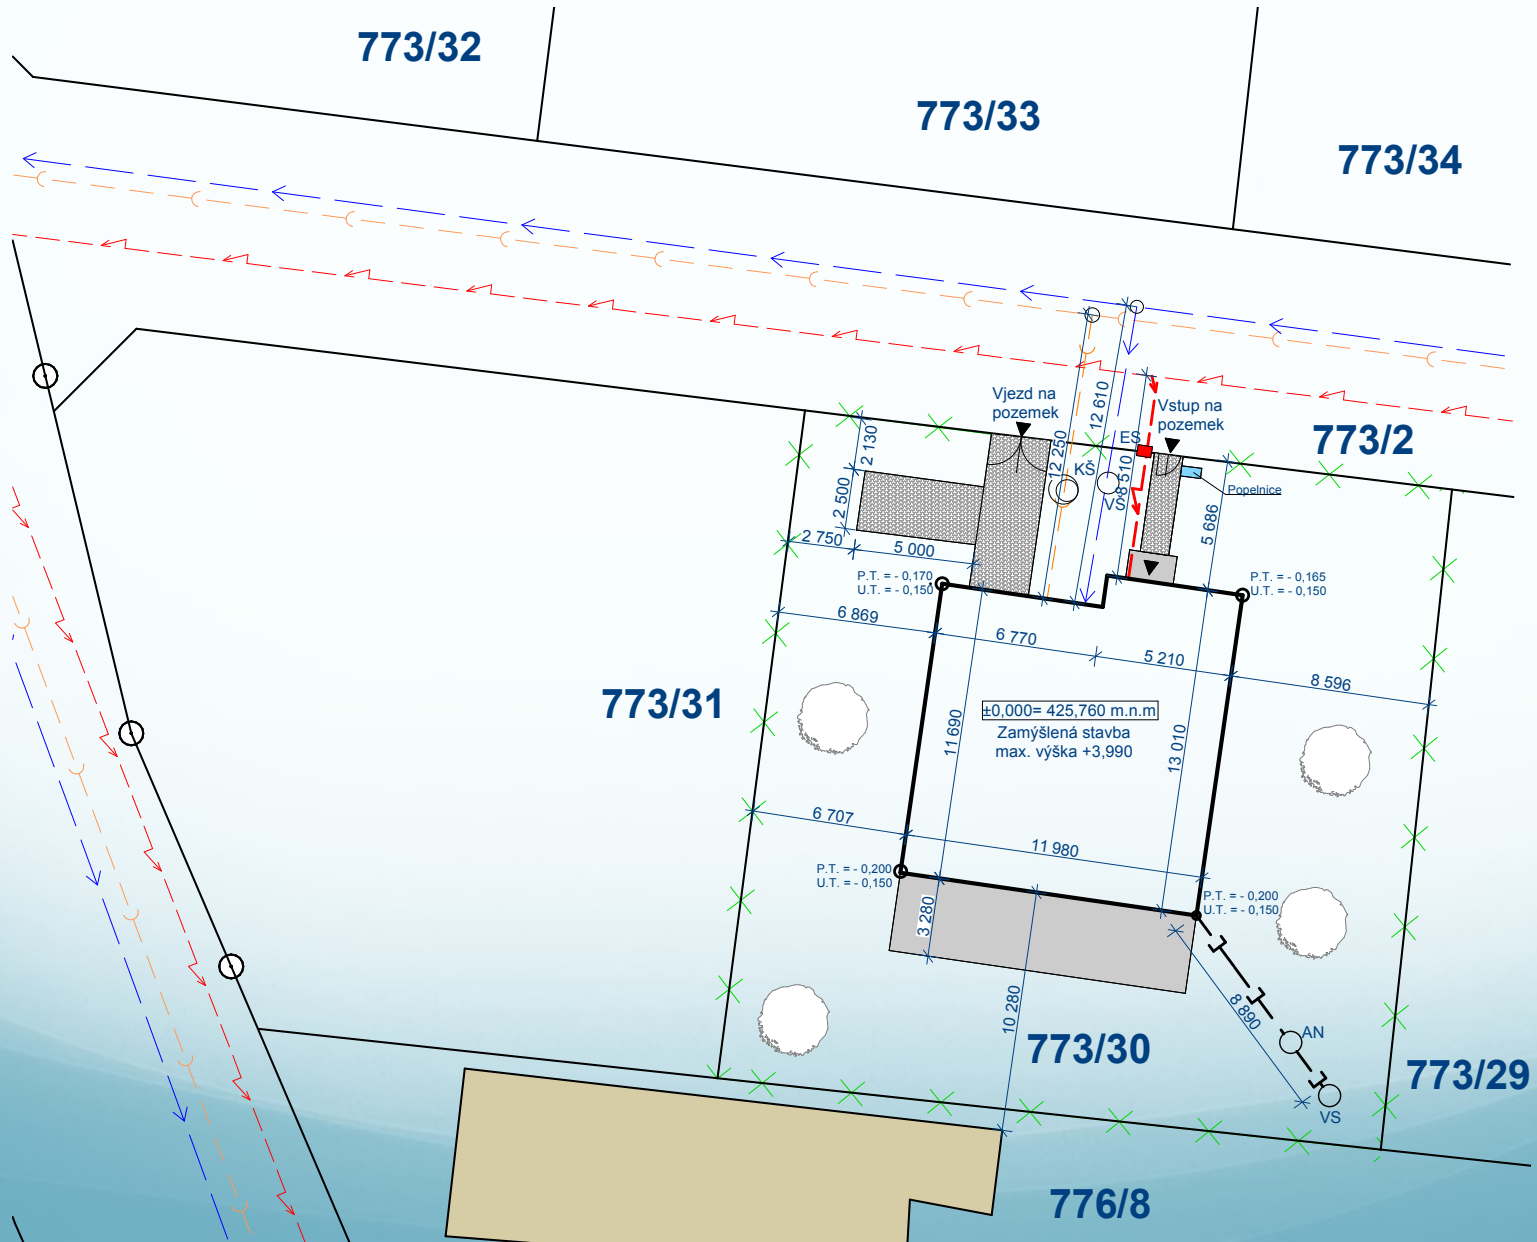 773/32
773/33
773/34
Vjezd na
pozemek
Vstup na
pozemek
773/2
ES
KŠ
VŠ
Popelnice
2 130
2 500
2 750
5 000
12 250
12 610
8 510
5 686
P.T. = - 0,170
U.T. = - 0,150
P.T. = - 0,165
U.T. = - 0,150
6 869
6 770
5 210
8 596
773/31
±0,000= 425,760 m.n.m
Zamýšlená stavba
max. výška +3,990
11 690
13 010
6 707
11 980
P.T. = - 0,200
U.T. = - 0,150
P.T. = - 0,200
U.T. = - 0,150
3 280
10 280
8 890
AN
VS
773/30
773/29
776/8